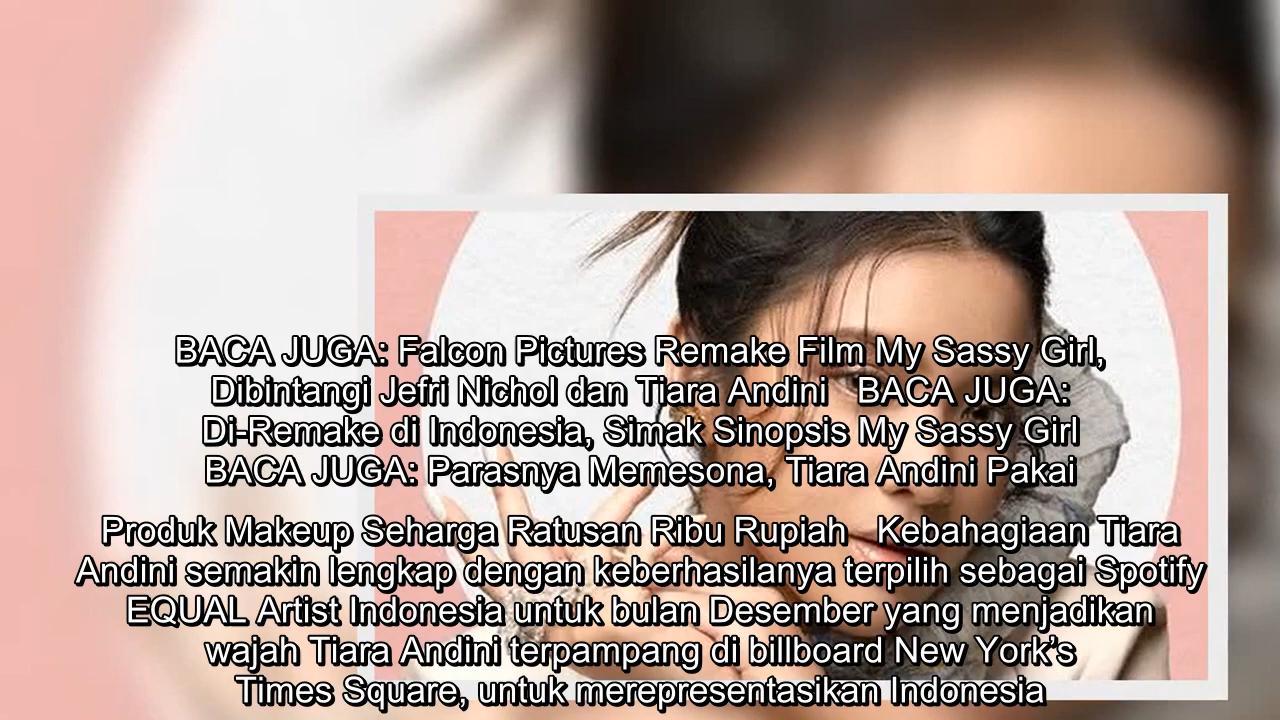 BACA JUGA: Falcon Pictures Remake Film My Sassy Girl,
Dibintangi Jefri Nichol dan Tiara Andini BACA JUGA:
Di-Remake di Indonesia, Simak Sinopsis My Sassy Girl
BACA JUGA: Parasnya Memesona, Tiara Andini Pakai
Produk Makeup Seharga Ratusan Ribu Rupiah Kebahagiaan Tiara
Andini semakin lengkap dengan keberhasilanya terpilih sebagai Spotify
EQUAL Artist Indonesia untuk bulan Desember yang menjadikan
wajah Tiara Andini terpampang di billboard New York’s
Times Square, untuk merepresentasikan Indonesia